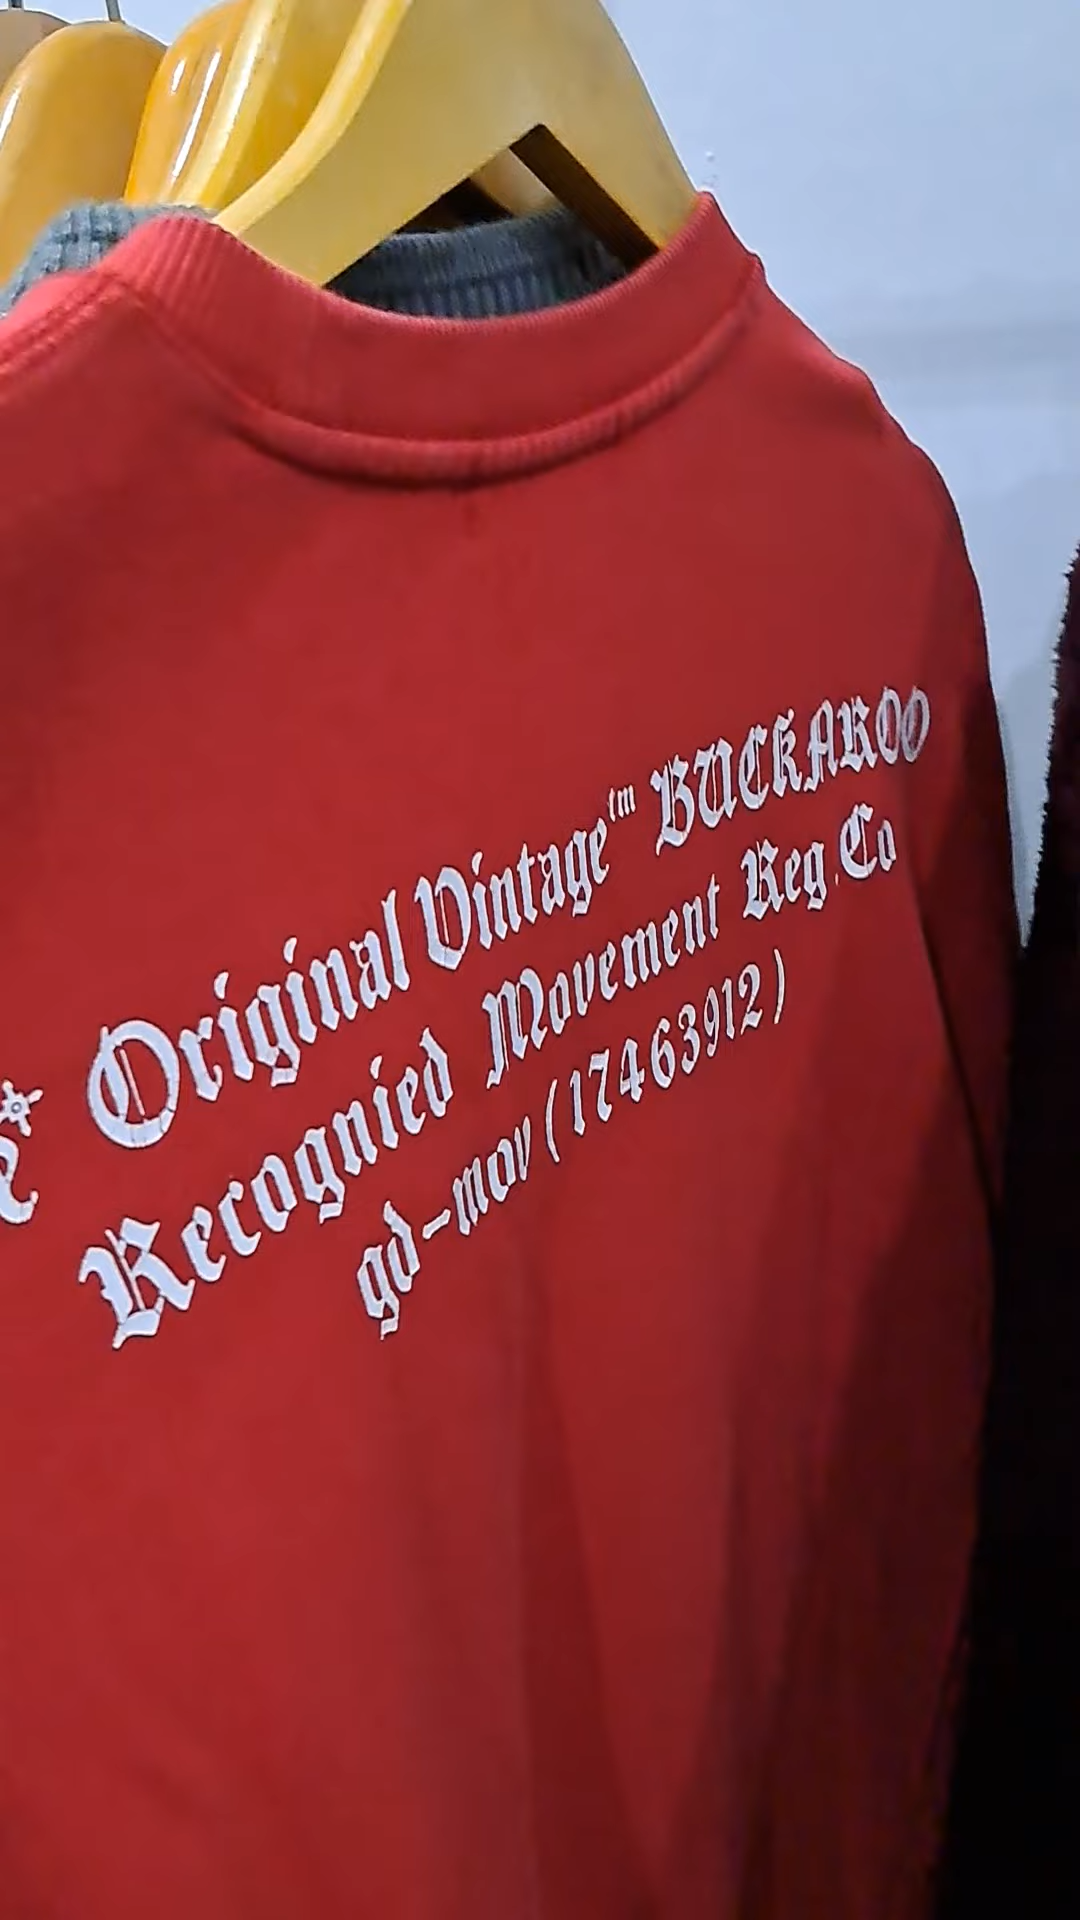 Original Vintage™ BUCKAROO
Recognied Movement Reg.Co
gd-mov (17463912)